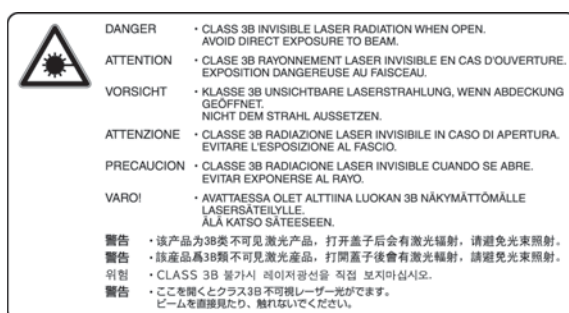 DANGER · CLASS 3B INVISIBLE LASER RADIATION WHEN OPEN.
AVOID DIRECT EXPOSURE TO BEAM.
ATTENTION · CLASE 3B RAYONNEMENT LASER INVISIBLE EN CAS D'OUVERTURE.
EXPOSITION DANGEREUSE AU FAISCEAU.
VORSICHT · KLASSE 3B UNSICHTBARE LASERSTRAHLUNG, WENN ABDECKUNG
GEÖFFNET.
NICHT DEM STRAHL AUSSETZEN.
ATTENZIONE · CLASSE 3B RADIAZIONE LASER INVISIBILE IN CASO DI APERTURA.
EVITARE L'ESPOSIZIONE AL FASCIO.
PRECAUCION · CLASSE 3B RADIACIONE LASER INVISIBLE CUANDO SE ABRE.
EVITAR EXPONERSE AL RAYO.
VARO! · AVATTAESSA OLET ALTTIINA LUOKAN 3B NÄKYMÄTTÖMÄLLE
LASERSÄTEILYLLE.
ÄLÄ KATSO SÄTEESEEN.
警告 · 该产品为3B类不可见激光产品，打开盖子后会有激光辐射，请避免光束照射。
警告 · 該産品爲3B類不可見激光産品，打開蓋子後會有激光輻射，請避免光束照射。
위험 · CLASS 3B 불가시 레이저광선을 직접 보지마십시오.
警告 · ここを開くとクラス3B不可視レーザー光がでます。
ビームを直接見たり、触れないでください。